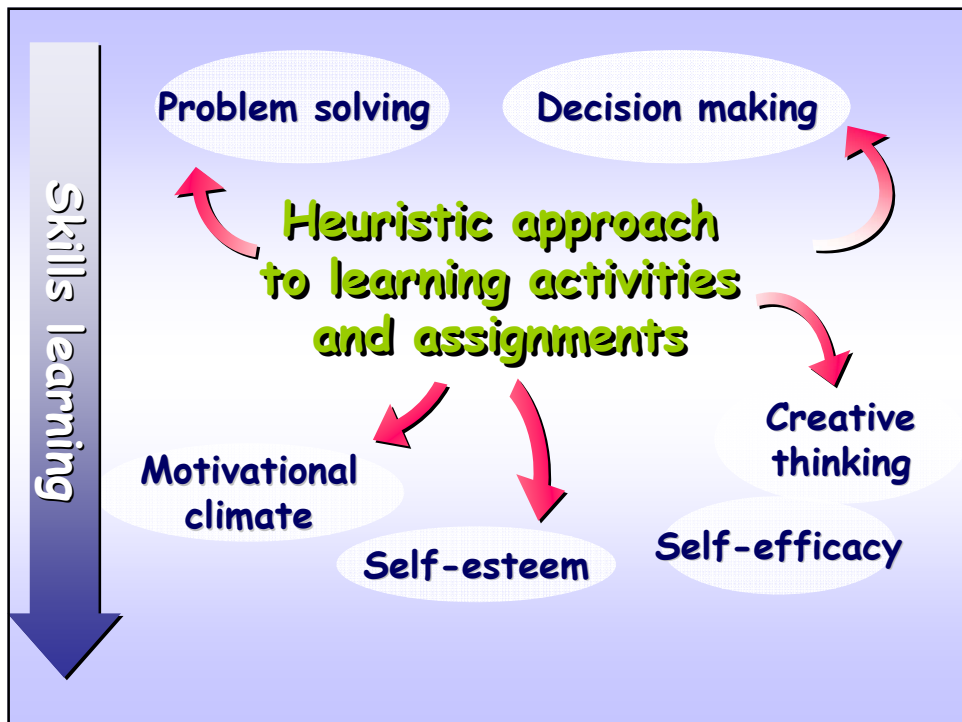 Skills learning
Problem solving
Decision making
Heuristic approach
to learning activities
and assignments
Creative
thinking
Motivational
climate
Self-efficacy
Self-esteem